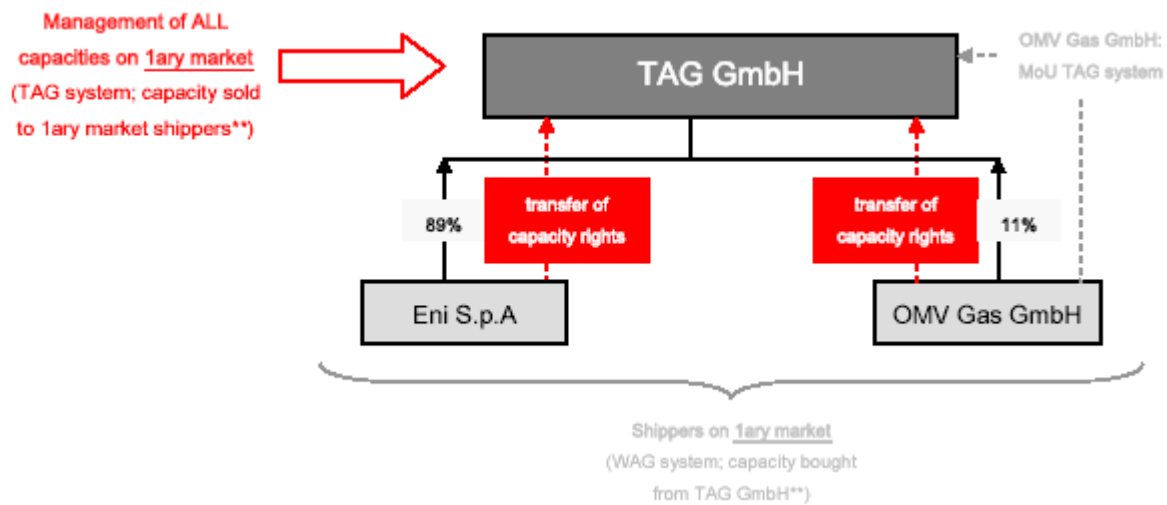 Management of ALL
capacities on 1ary market
(TAG system; capacity sold
to 1ary market shippers**)
TAG GmbH
OMV Gas GmbH:
MoU TAG system
89%
transfer of
capacity rights
transfer of
capacity rights
11%
Eni S.p.A
OMV Gas GmbH
Shippers on 1ary market
(WAG system; capacity bought
from TAG GmbH**)